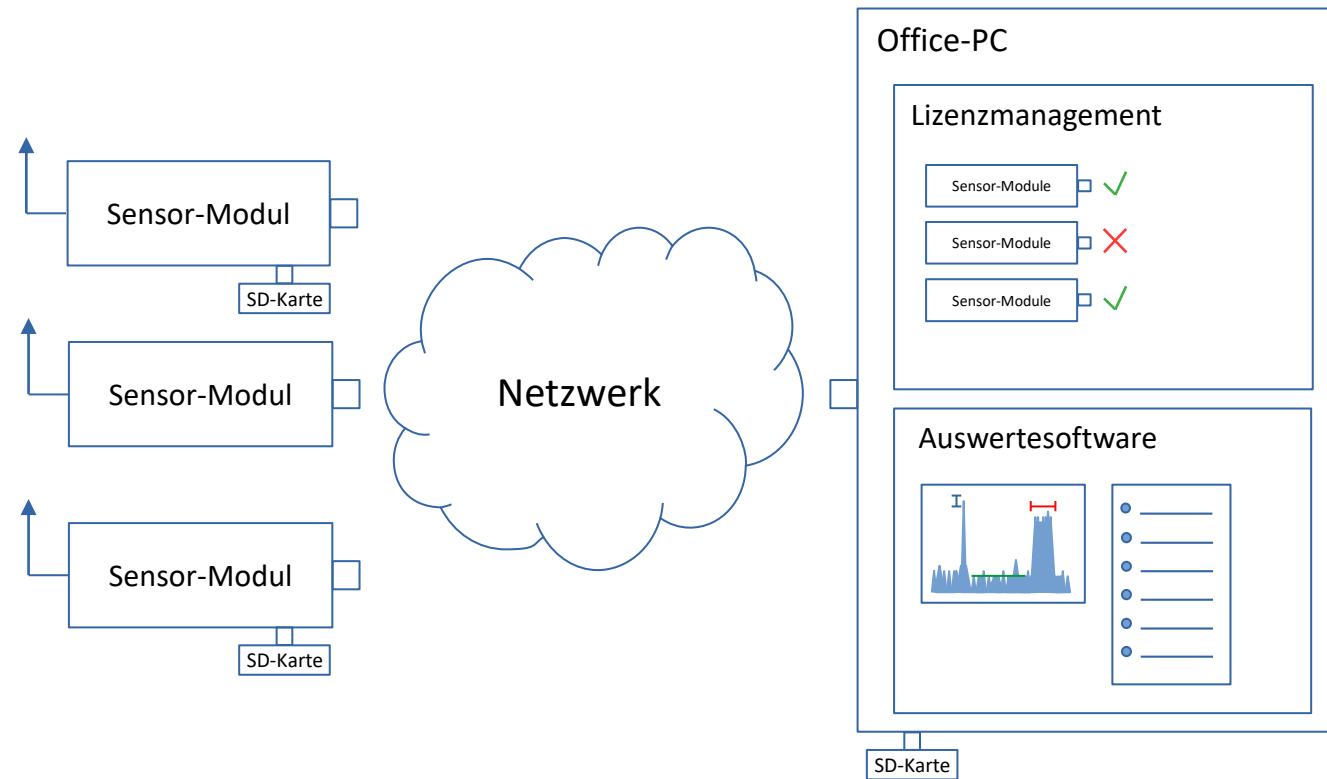 Sensor-Modul
SD-Karte
Sensor-Modul
Sensor-Modul
SD-Karte
Netzwerk
Office-PC
Lizenzmanagement
Sensor-Module
Sensor-Module
Sensor-Module
Auswertesoftware
SD-Karte